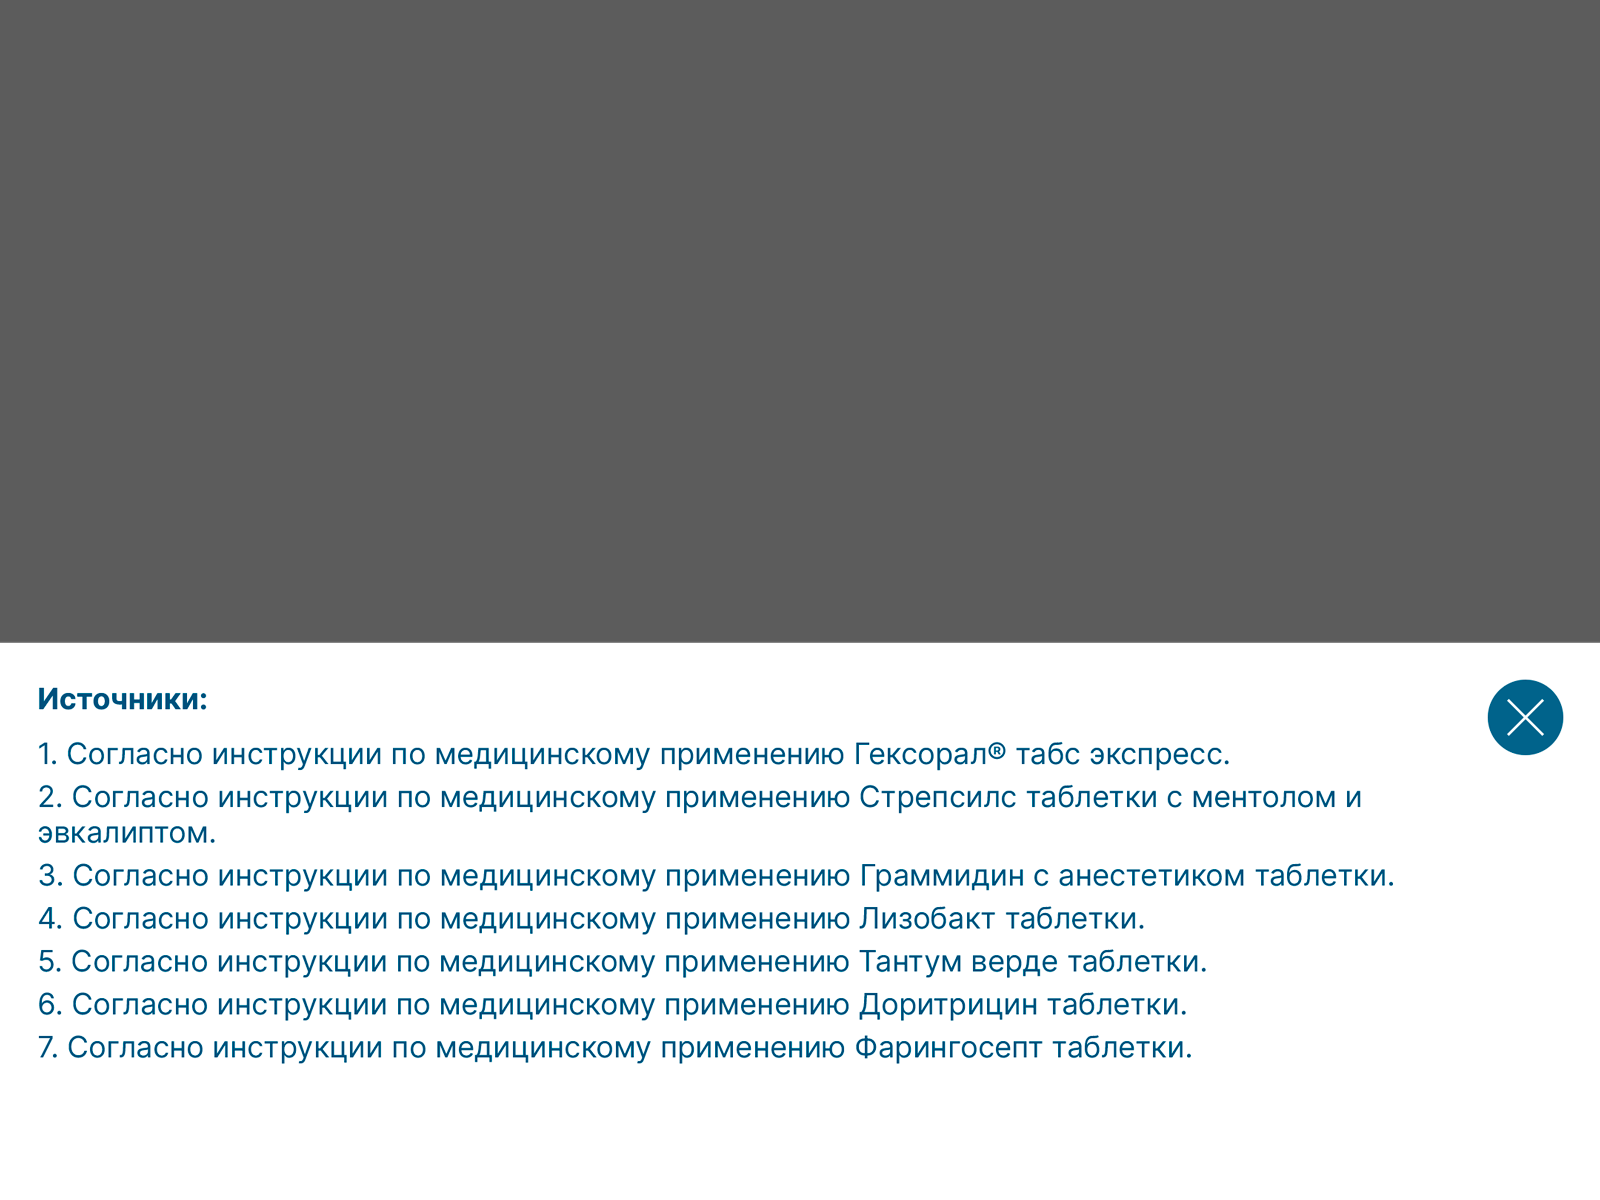 Источники:
1. Согласно инструкции по медицинскому применению Гексорал® табс экспресс.
2. Согласно инструкции по медицинскому применению Стрепсилс таблетки с ментолом и
эвкалиптом.
3. Согласно инструкции по медицинскому применению Граммидин с анестетиком таблетки.
4. Согласно инструкции по медицинскому применению Лизобакт таблетки.
5. Согласно инструкции по медицинскому применению Тантум верде таблетки.
6. Согласно инструкции по медицинскому применению Доритрицин таблетки.
7. Согласно инструкции по медицинскому применению Фарингосепт таблетки.